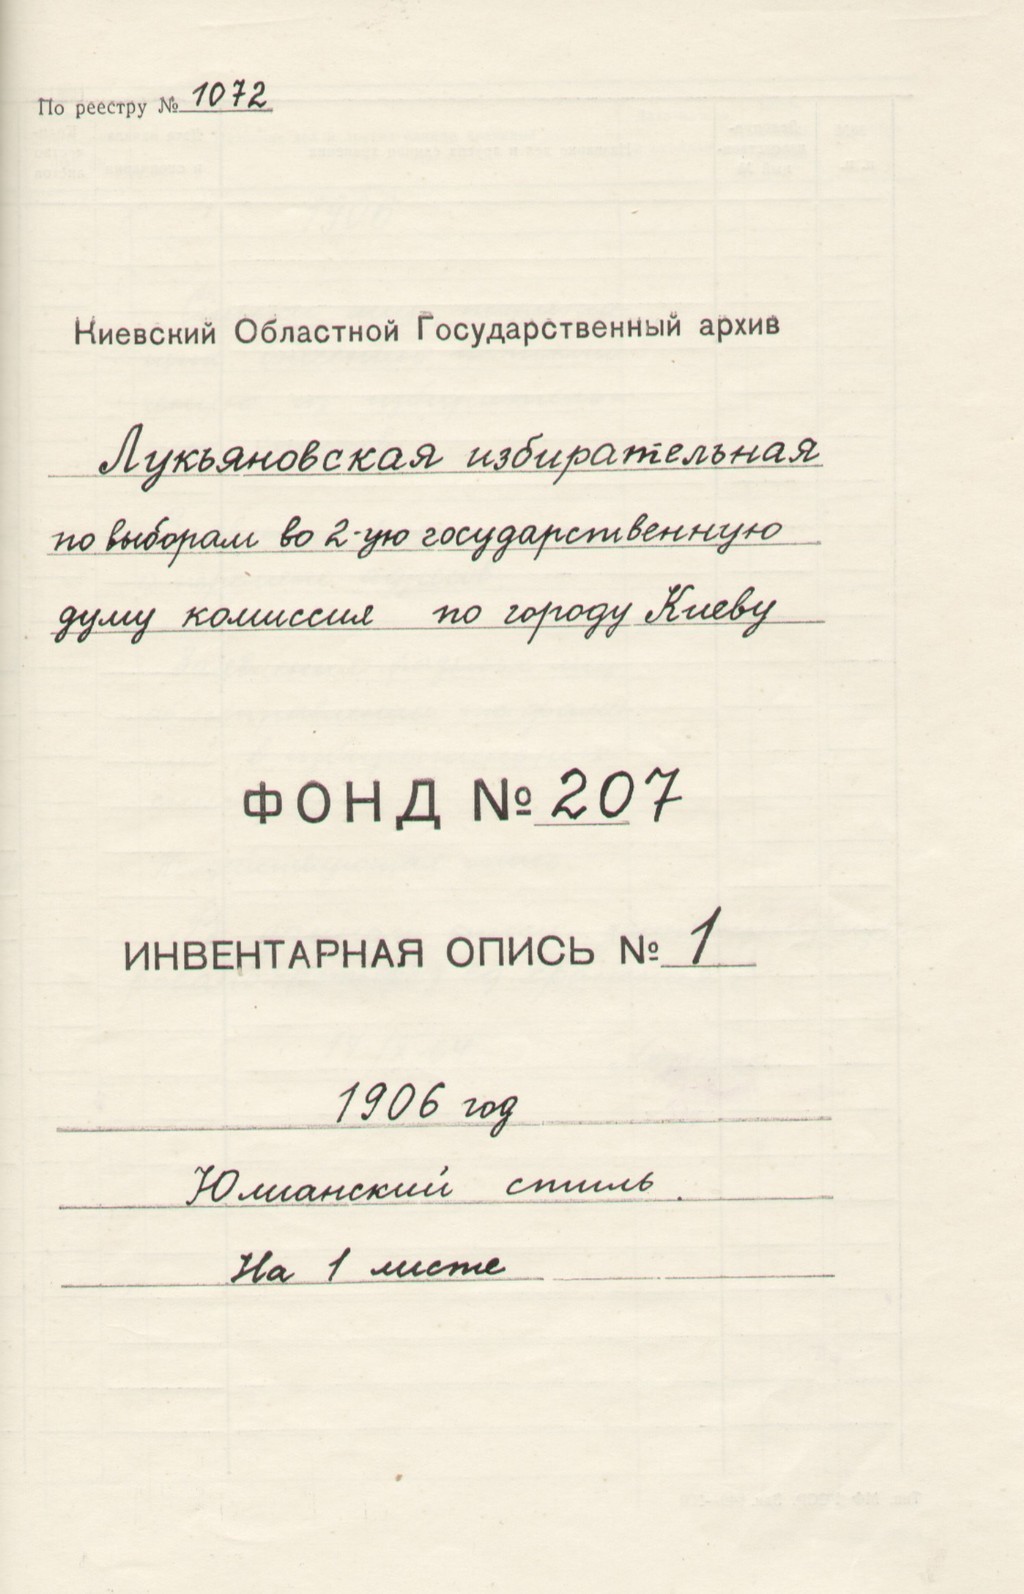 По реестру № 1072
Киевский Областной Государственный архив
Лукьяновская избирательная
по выборам во 2-ую государственную
думу комиссия по городу Киеву
ФОНД № 207
ИНВЕНТАРНАЯ ОПИСЬ № 1
1906 год
Юлианский стиль.
На 1 листе